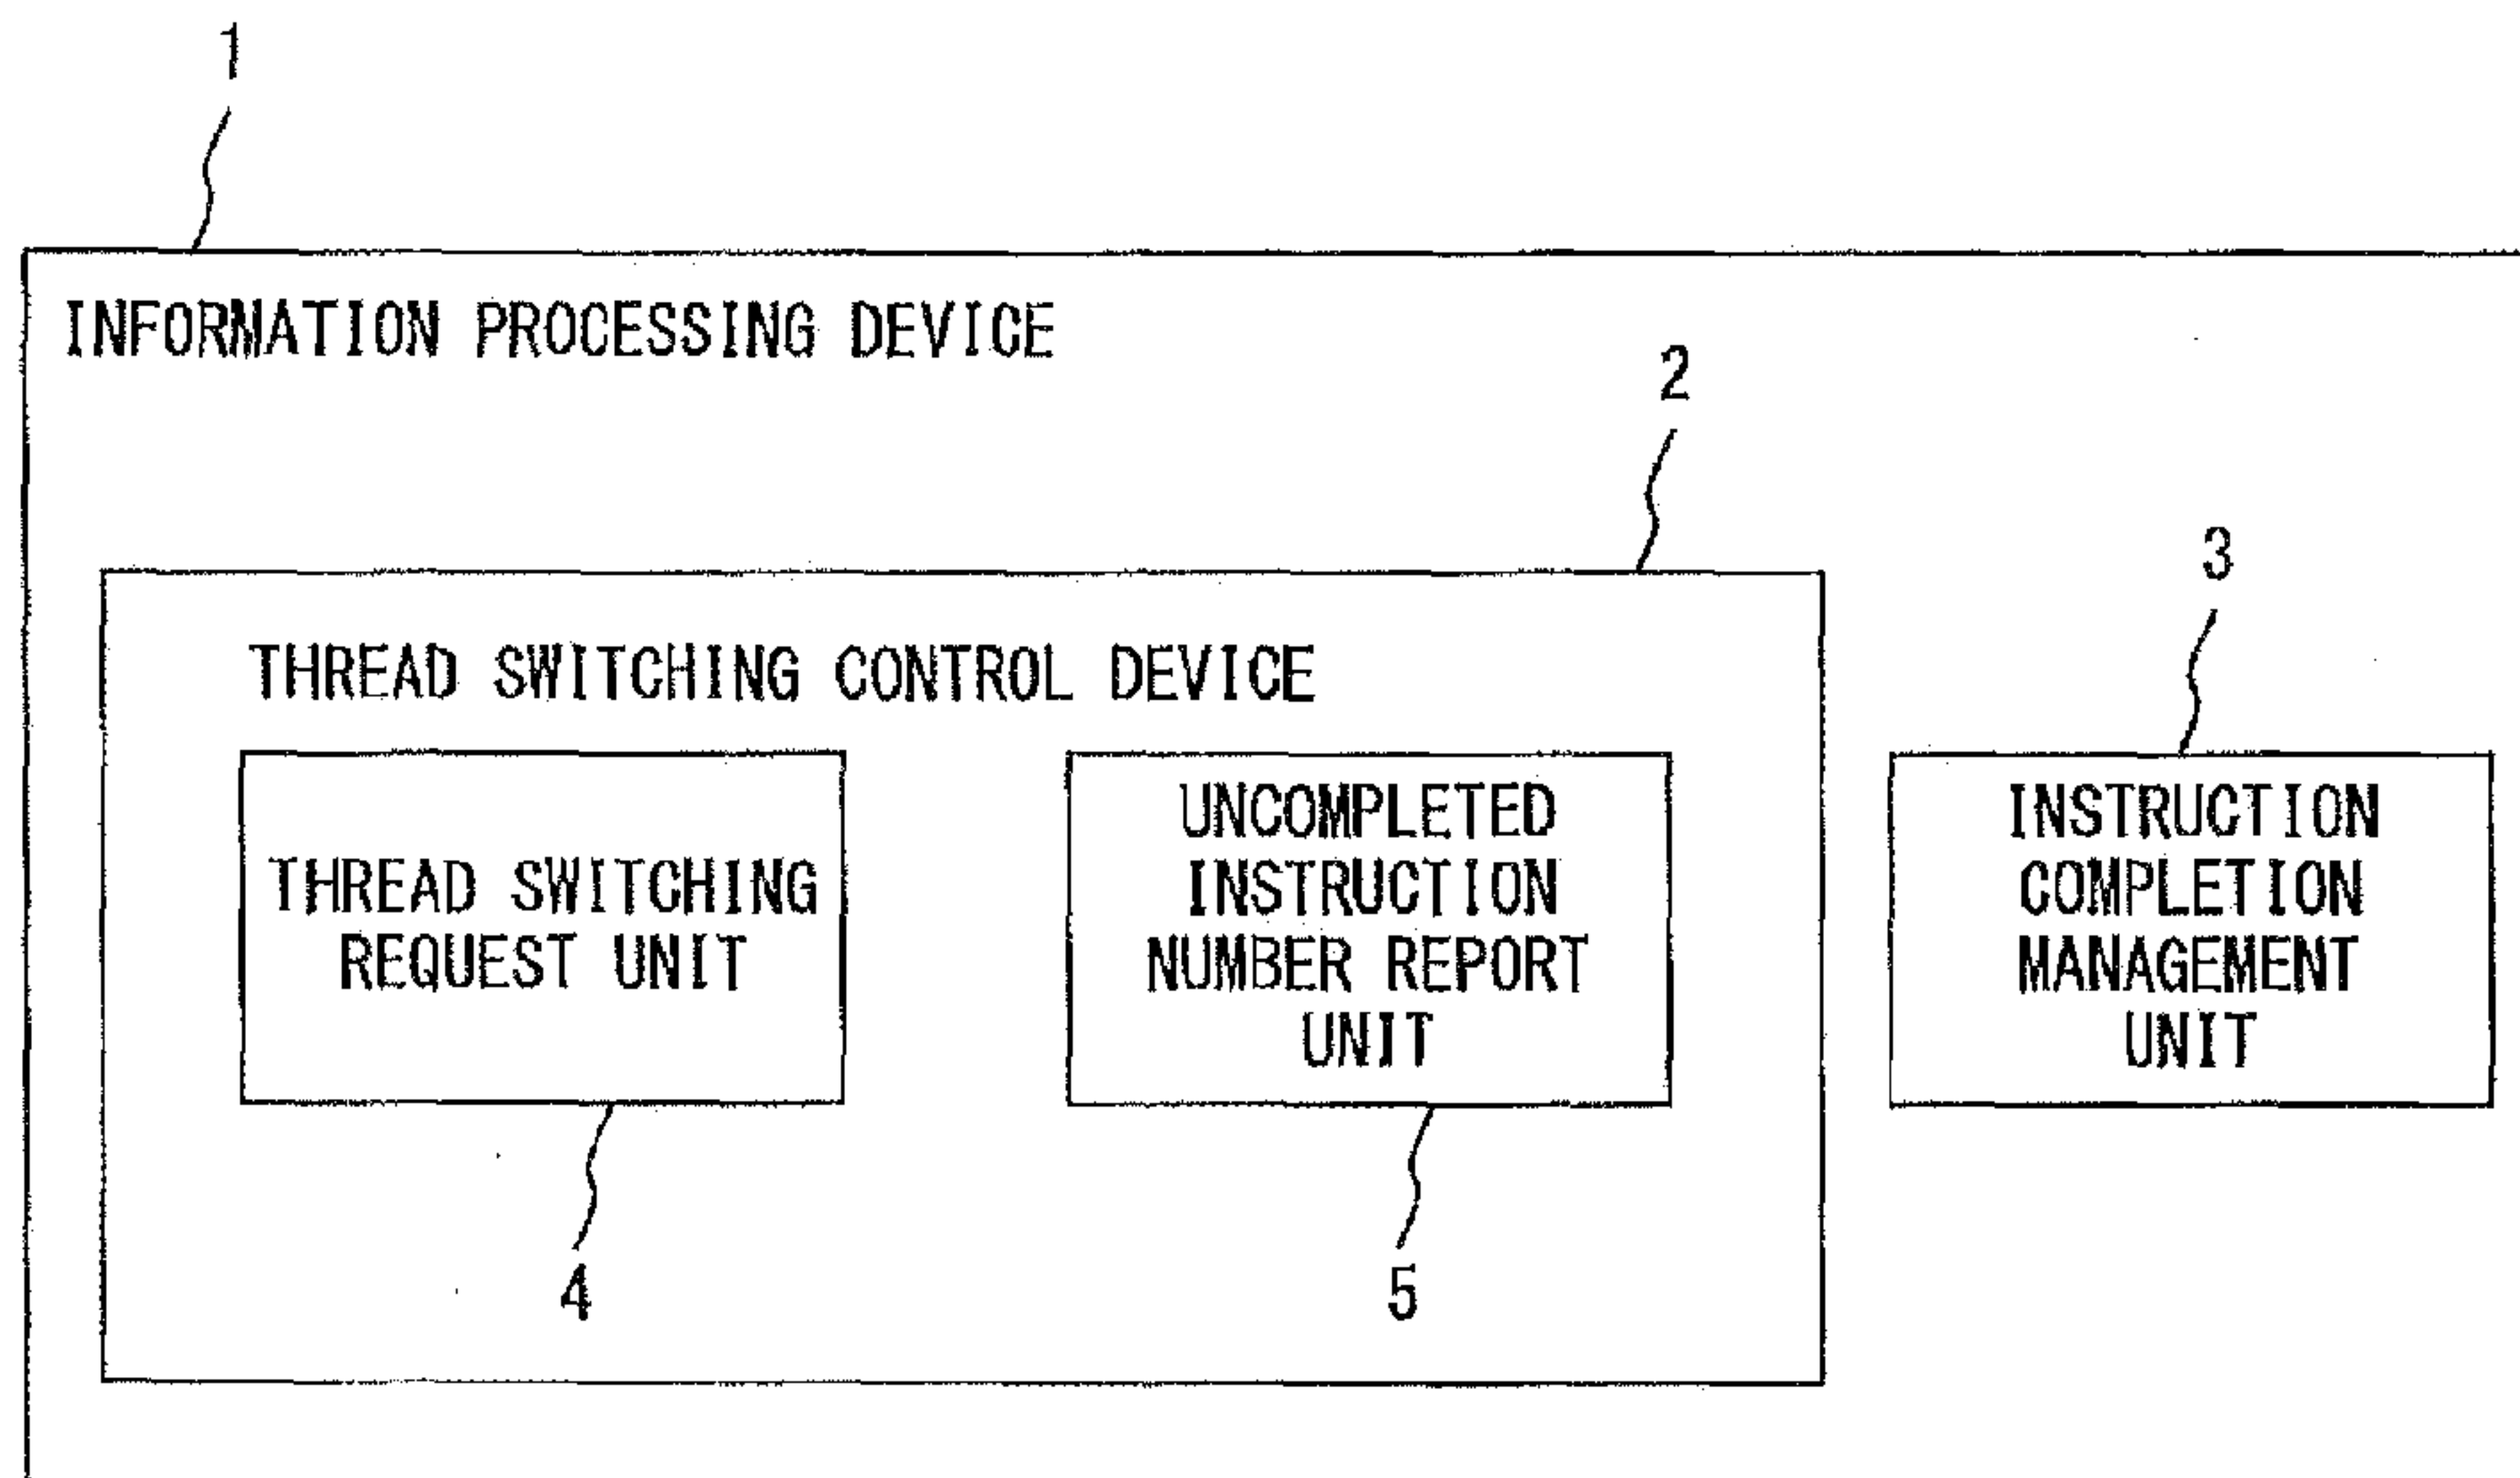 1
INFORMATION PROCESSING DEVICE
2
3
THREAD SWITCHING CONTROL DEVICE
THREAD SWITCHING
REQUEST UNIT
UNCOMPLETED
INSTRUCTION
NUMBER REPORT
UNIT
INSTRUCTION
COMPLETION
MANAGEMENT
UNIT
4
5